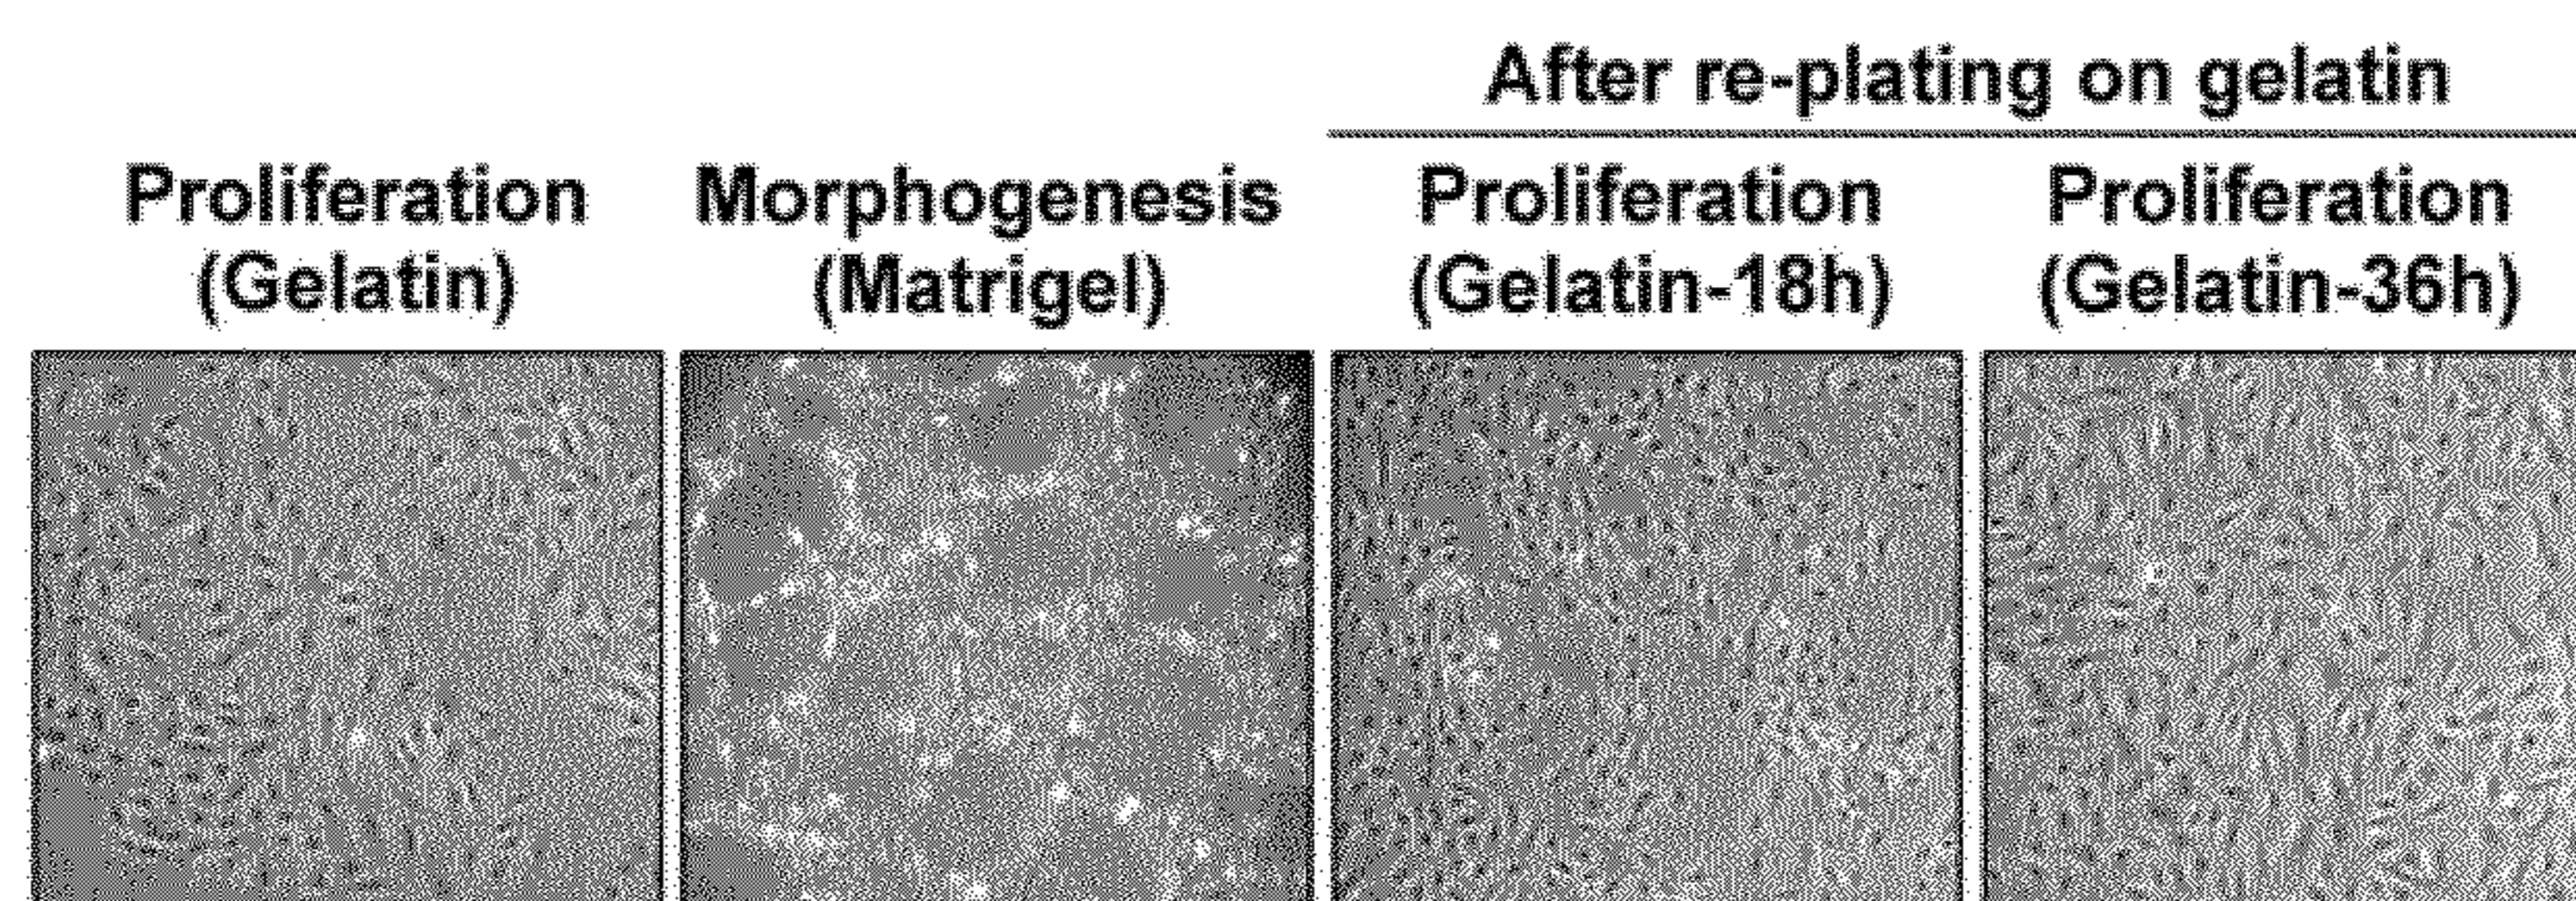 After re-plating on gelatin
Proliferation Morphogenesis Proliferation Proliferation
(Gelatin) (Matrigel) (Gelatin-18h) (Gelatin-36h)